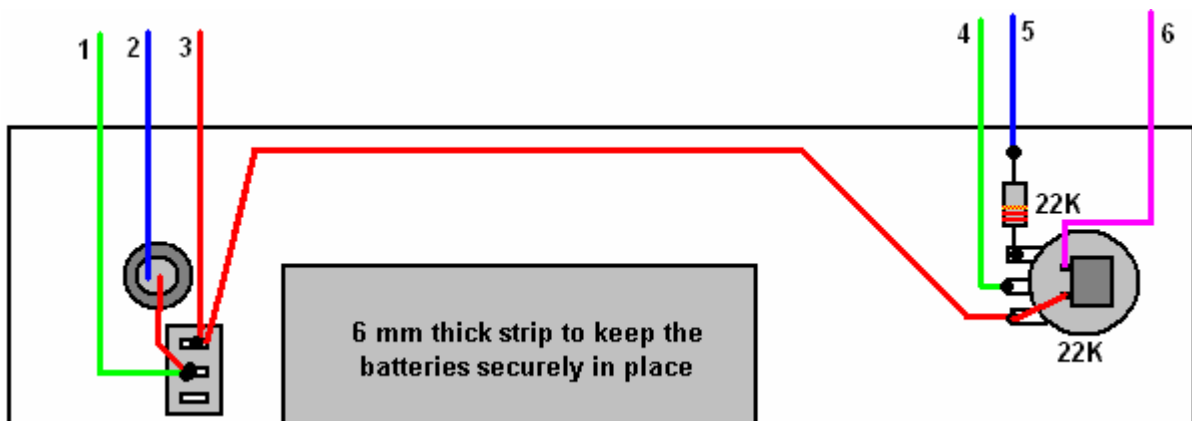 1 2 3 4 5 6
22K
6 mm thick strip to keep the
batteries securely in place
22K